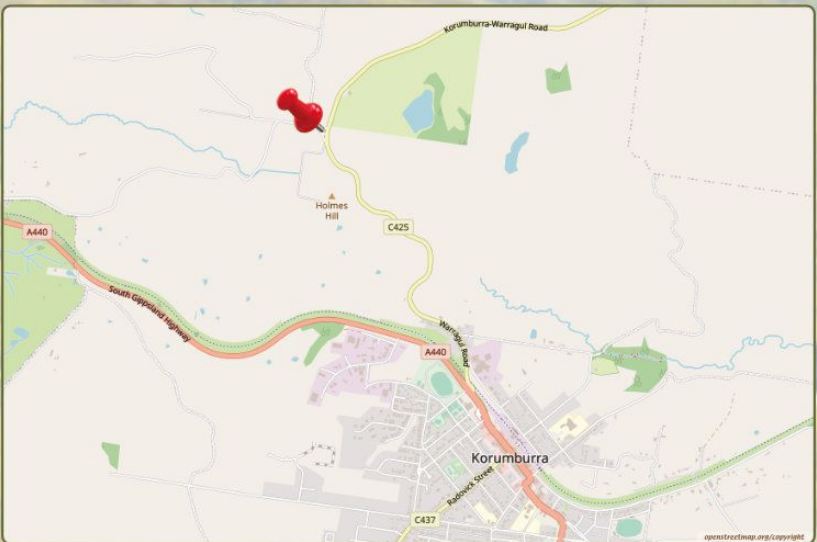 Korumburra-Warragul Road
Holmes
Hill
C425
A440
South Gippsland Highway
Warragul Road
A440
Korumburra
Radovick Street
C437
openstreetmap.org/copyright